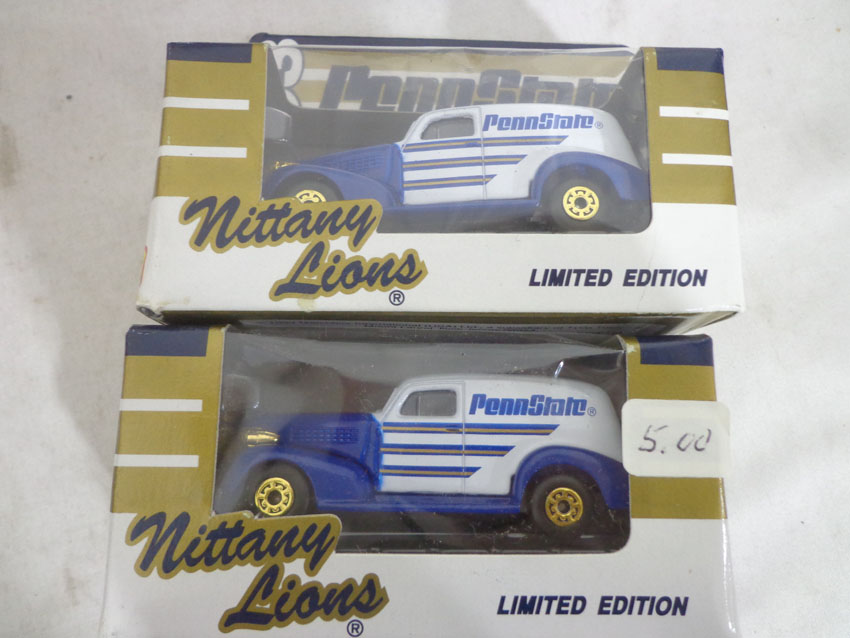 PennState
PennState®
Nittany
Lions®
LIMITED EDITION
PennState®
5.00
Nittany
Lions®
LIMITED EDITION